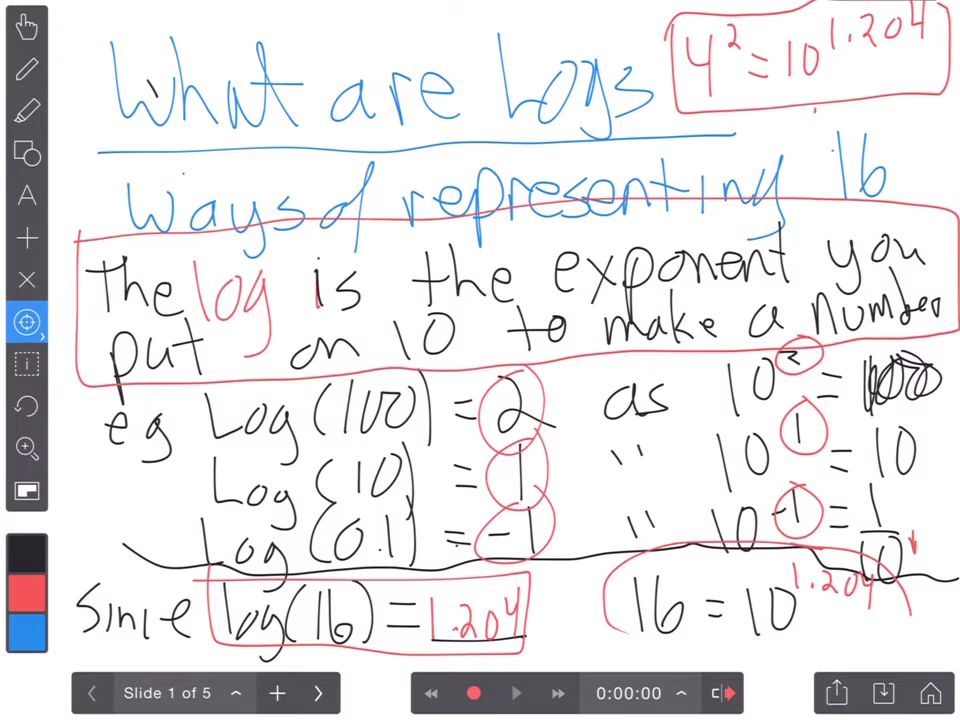 What are Logs
4² = 10^1.204
ways of representing 16
The log is the exponent you
put on 10 to make a number
eg Log(100) = 2 as 10² = 100
Log(10) = 1 " 10^1 = 10
Log(0.1) = -1 " 10^-1 = 1/10
Since log(16) = 1.204 16 = 10^1.204
Slide 1 of 5
0:00:00